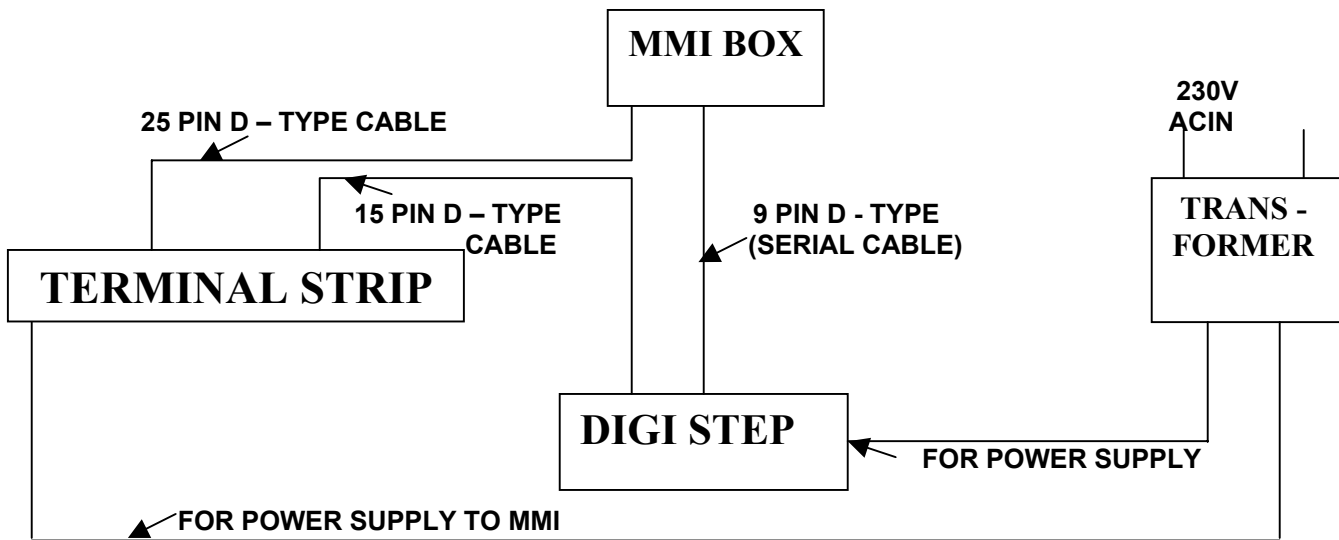 MMI BOX
230V
ACIN
25 PIN D – TYPE CABLE
15 PIN D – TYPE
CABLE
9 PIN D - TYPE
(SERIAL CABLE)
TRANS -
FORMER
TERMINAL STRIP
DIGI STEP
FOR POWER SUPPLY
FOR POWER SUPPLY TO MMI